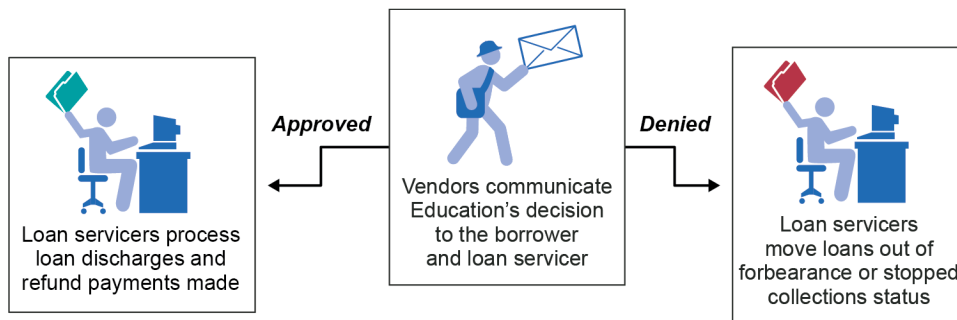 Approved
Denied
Loan servicers process
loan discharges and
refund payments made
Vendors communicate
Education's decision
to the borrower
and loan servicer
Loan servicers
move loans out of
forbearance or stopped
collections status